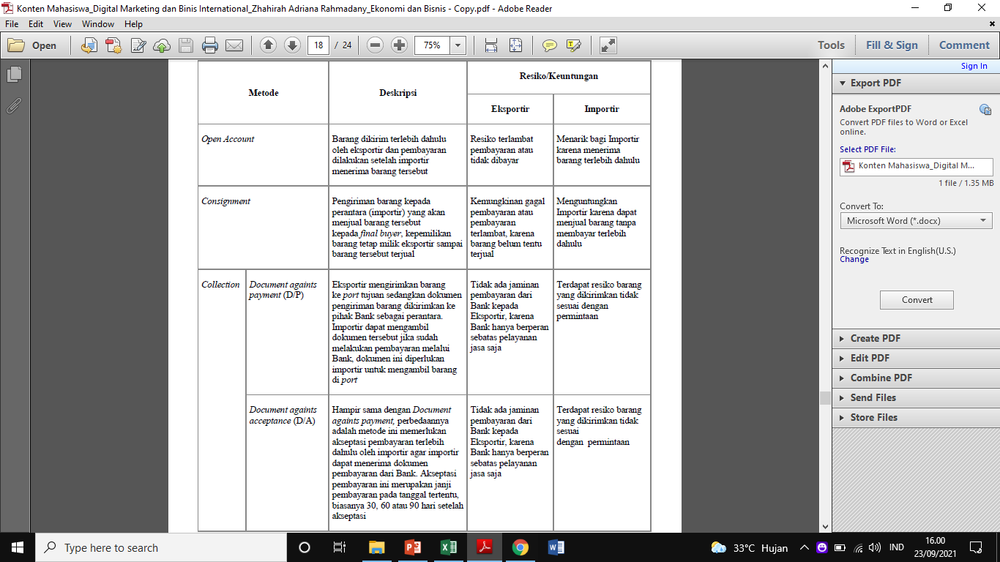 Konten Mahasiswa_Digital Marketing dan Binis International_Zhahirah Adriana Rahmadany_Ekonomi dan Bisnis - Copy.pdf - Adobe Reader
File Edit View Window Help
Open
18 / 24
75%
Tools Fill & Sign Comment
Metode
Deskripsi
Resiko/Keuntungan
Eksportir
Importir
Open Account
Barang dikirim terlebih dahulu
oleh eksportir dan pembayaran
dilakukan setelah importir
menerima barang tersebut
Resiko terlambat
pembayaran atau
tidak dibayar
Menarik bagi Importir
karena menerima
barang terlebih dahulu
Consignment
Pengiriman barang kepada
perantara (importir) yang akan
menjual barang tersebut
kepada final buyer, kepemilikan
barang tetap milik eksportir sampai
barang tersebut terjual
Kemungkinan gagal
pembayaran atau
pembayaran
terlambat, karena
barang belum tentu
terjual
Menguntungkan
Importir karena dapat
menjual barang tanpa
membayar terlebih
dahulu
Collection
Document againts
payment (D/P)
Eksportir mengirimkan barang
ke port tujuan sedangkan dokumen
pengiriman barang dikirimkan ke
pihak Bank sebagai perantara.
Importir dapat mengambil
dokumen tersebut jika sudah
melakukan pembayaran melalui
Bank, dokumen ini diperlukan
importir untuk mengambil barang
di port
Tidak ada jaminan
pembayaran dari
Bank kepada
Eksportir, karena
Bank hanya berperan
sebatas pelayanan
jasa saja
Terdapat resiko barang
yang dikirimkan tidak
sesuai dengan
permintaan
Document againts
acceptance (D/A)
Hampir sama dengan Document
againts payment, perbedaannya
adalah metode ini memerlukan
akseptasi pembayaran terlebih
dahulu oleh importir agar importir
dapat menerima dokumen
pembayaran dari Bank. Akseptasi
pembayaran ini merupakan janji
pembayaran pada tanggal tertentu,
biasanya 30, 60 atau 90 hari setelah
akseptasi
Tidak ada jaminan
pembayaran dari
Bank kepada
Eksportir, karena
Bank hanya berperan
sebatas pelayanan
jasa saja
Terdapat resiko barang
yang dikirimkan tidak
sesuai
dengan permintaan
Sign In
Export PDF
Adobe ExportPDF
Convert PDF files to Word or Excel
online.
Select PDF File:
Konten Mahasiswa_Digital M...
1 file / 1.35 MB
Convert To:
Microsoft Word (*.docx)
Recognize Text in English(U.S.)
Change
Convert
Create PDF
Edit PDF
Combine PDF
Send Files
Store Files
Type here to search
33°C Hujan
IND
16.00
23/09/2021